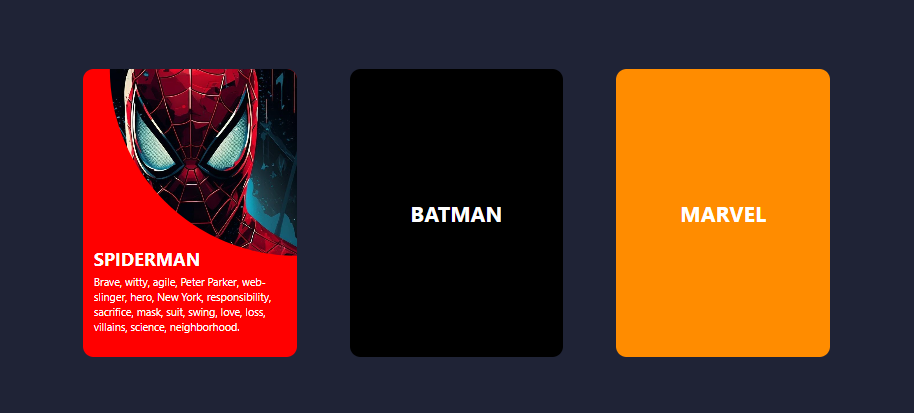 SPIDERMAN
Brave, witty, agile, Peter Parker, web-
slinger, hero, New York, responsibility,
sacrifice, mask, suit, swing, love, loss,
villains, science, neighborhood.
BATMAN
MARVEL